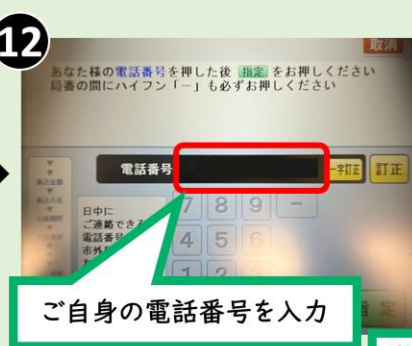 12
取消
あなた様の電話番号を押した後 指定 をお押しください
局番の間にハイフン「－」も必ずお押しください
電話番号
一字訂正 訂正
7 8 9 －
日中に
ご連絡できる
電話番号
4 5 6
市外
1 2
ご自身の電話番号を入力
定